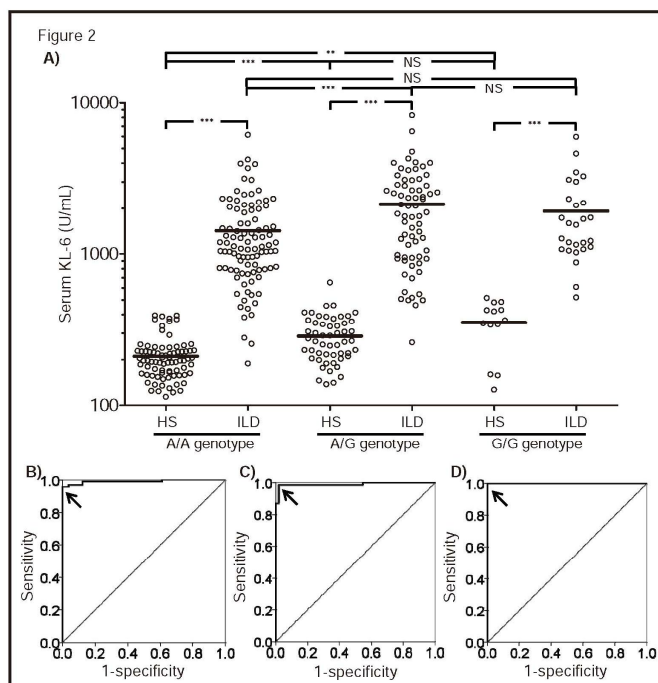 Figure 2
A)
**
*** NS
NS
*** NS
*** *** ***
10000
1000
100
Serum KL-6 (U/mL)
HS ILD HS ILD HS ILD
A/A genotype A/G genotype G/G genotype
B) C) D)
1.0 1.0 1.0
0.8 0.8 0.8
0.6 0.6 0.6
0.4 0.4 0.4
0.2 0.2 0.2
0.0 0.0 0.0
Sensitivity Sensitivity Sensitivity
0.0 0.2 0.4 0.6 0.8 1.0 0.0 0.2 0.4 0.6 0.8 1.0 0.0 0.2 0.4 0.6 0.8 1.0
1-specificity 1-specificity 1-specificity